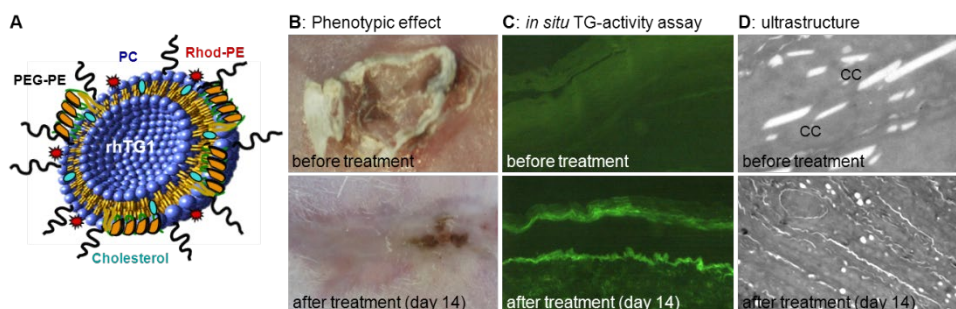 A
B: Phenotypic effect
C: in situ TG-activity assay
D: ultrastructure
PC
Rhod-PE
PEG-PE
rhTG1
Cholesterol
before treatment
before treatment
CC
CC
before treatment
after treatment (day 14)
after treatment (day 14)
after treatment (day 14)